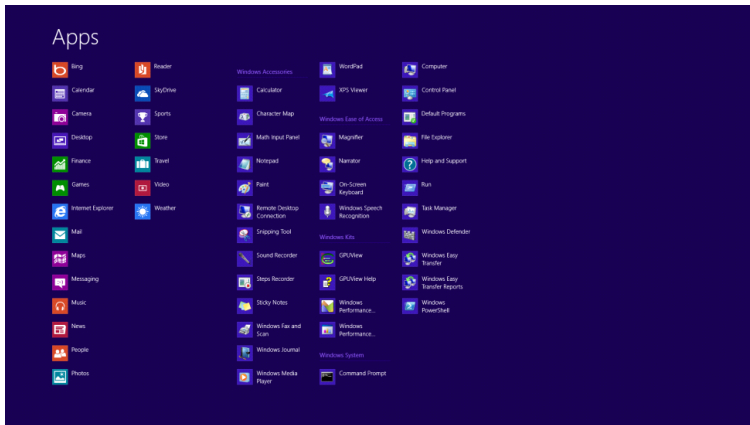 Apps
Bing
Calendar
Camera
Desktop
Finance
Games
Internet Explorer
Mail
Maps
Messaging
Music
News
People
Photos
Reader
SkyDrive
Sports
Store
Travel
Video
Weather
Windows Accessories
Calculator
Character Map
Math Input Panel
Notepad
Paint
Remote Desktop
Connection
Snipping Tool
Sound Recorder
Steps Recorder
Sticky Notes
Windows Fax and
Scan
Windows Journal
Windows Media
Player
WordPad
XPS Viewer
Windows Ease of Access
Magnifier
Narrator
On-Screen
Keyboard
Windows Speech
Recognition
Windows Kits
GPUView
GPUView Help
Windows
Performance...
Windows
Performance...
Windows System
Command Prompt
Computer
Control Panel
Default Programs
File Explorer
Help and Support
Run
Task Manager
Windows Defender
Windows Easy
Transfer
Windows Easy
Transfer Reports
Windows
PowerShell